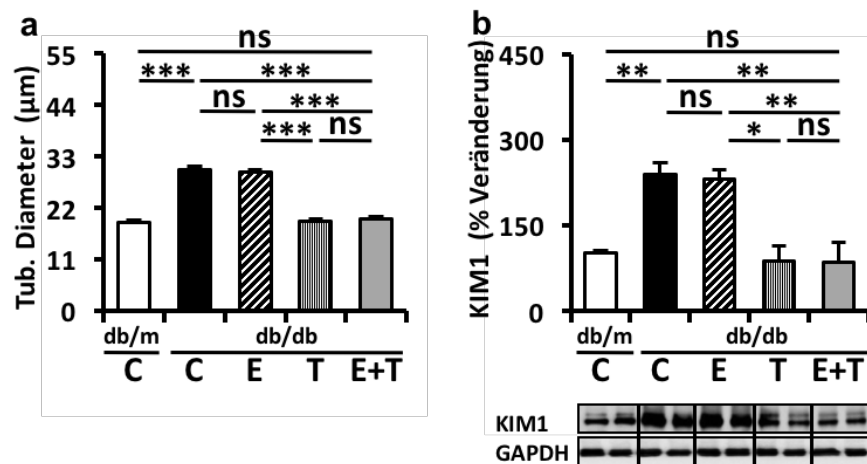 a
Tub. Diameter (µm)
55
44
33
22
11
0
ns
*** ***
ns ***
*** ns
db/m db/db
C C E T E+T
b
KIM1 (% Veränderung)
450
300
150
0
ns
** **
ns **
* ns
db/m db/db
C C E T E+T
KIM1
GAPDH